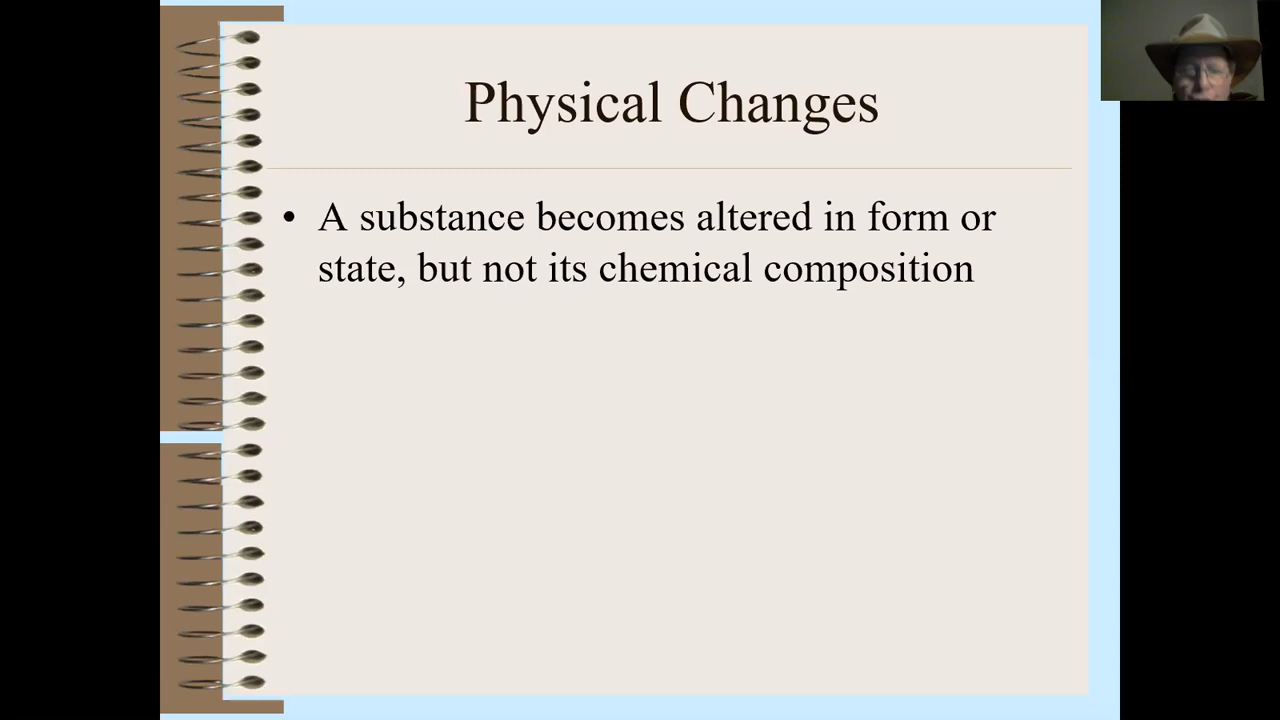 Physical Changes
• A substance becomes altered in form or
state, but not its chemical composition